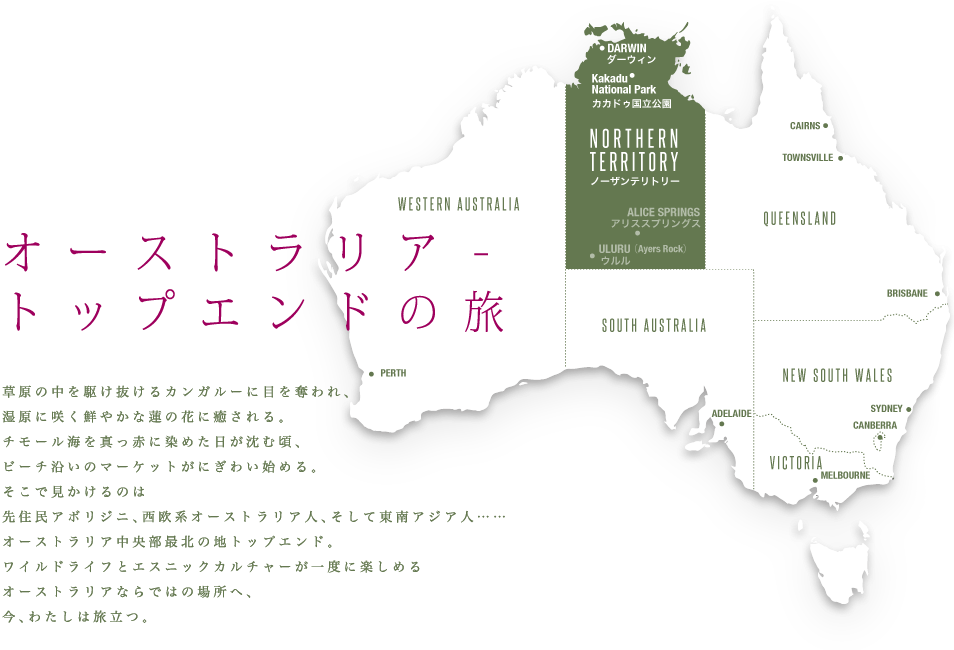 DARWIN
ダーウィン
Kakadu
National Park
カカドゥ国立公園
CAIRNS
NORTHERN
TERRITORY
ノーザンテリトリー
TOWNSVILLE
WESTERN AUSTRALIA
ALICE SPRINGS
アリススプリングス
QUEENSLAND
ULURU (Ayers Rock)
ウルル
オーストラリア-
トップエンドの旅
BRISBANE
SOUTH AUSTRALIA
PERTH
NEW SOUTH WALES
ADELAIDE
SYDNEY
CANBERRA
VICTORIA
MELBOURNE
草原の中を駆け抜けるカンガルーに目を奪われ、
湿原に咲く鮮やかな蓮の花に癒される。
チモール海を真っ赤に染めた日が沈む頃、
ビーチ沿いのマーケットがにぎわい始める。
そこで見かけるのは
先住民アボリジニ、西欧系オーストラリア人、そして東南アジア人……
オーストラリア中央部最北の地トップエンド。
ワイルドライフとエスニックカルチャーが一度に楽しめる
オーストラリアならではの場所へ、
今、わたしは旅立つ。